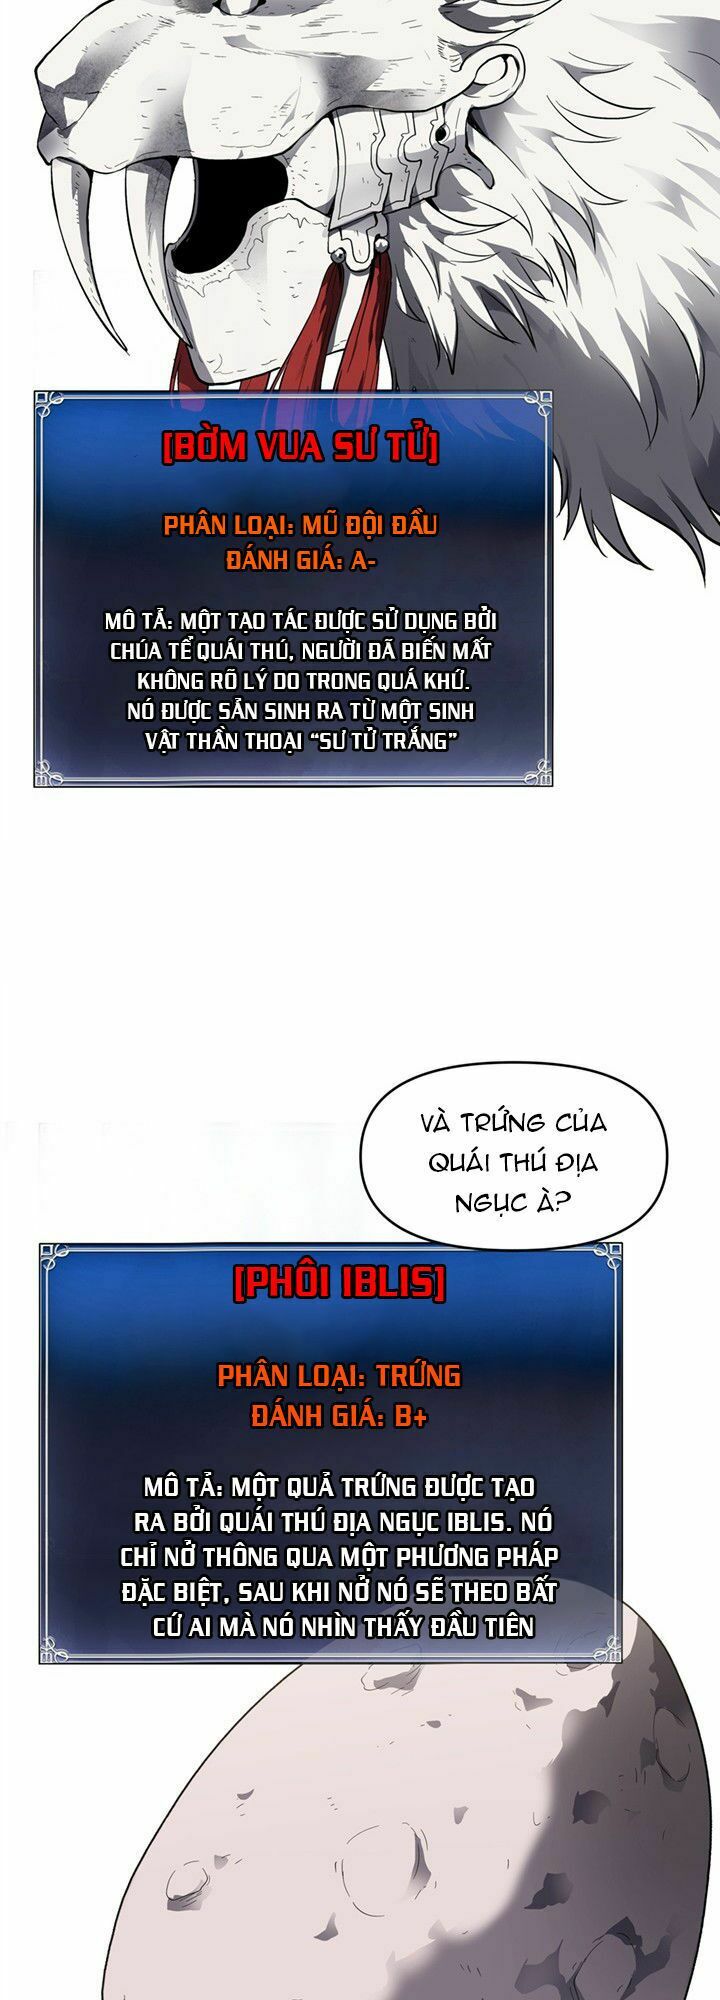 [BỜM VUA SƯ TỬ]
PHÂN LOẠI: MŨ ĐỘI ĐẦU
ĐÁNH GIÁ: A-
MÔ TẢ: MỘT TẠO TÁC ĐƯỢC SỬ DỤNG BỞI
CHÚA TỂ QUÁI THÚ, NGƯỜI ĐÃ BIẾN MẤT
KHÔNG RÕ LÝ DO TRONG QUÁ KHỨ.
NÓ ĐƯỢC SẢN SINH RA TỪ MỘT SINH
VẬT THẦN THOẠI "SƯ TỬ TRẮNG"
VÀ TRỨNG CỦA
QUÁI THÚ ĐỊA
NGỤC À?
[PHÔI IBLIS]
PHÂN LOẠI: TRỨNG
ĐÁNH GIÁ: B+
MÔ TẢ: MỘT QUẢ TRỨNG ĐƯỢC TẠO
RA BỞI QUÁI THÚ ĐỊA NGỤC IBLIS. NÓ
CHỈ NỞ THÔNG QUA MỘT PHƯƠNG PHÁP
ĐẶC BIỆT, SAU KHI NỞ NÓ SẼ THEO BẤT
CỨ AI MÀ NÓ NHÌN THẤY ĐẦU TIÊN